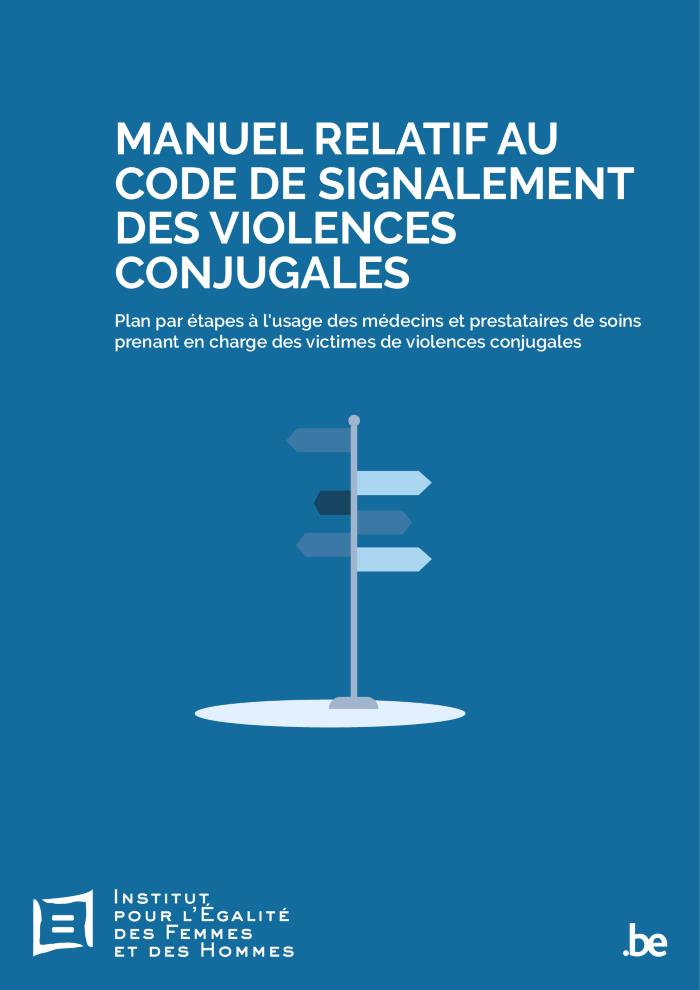 MANUEL RELATIF AU
CODE DE SIGNALEMENT
DES VIOLENCES
CONJUGALES
Plan par étapes à l'usage des médecins et prestataires de soins
prenant en charge des victimes de violences conjugales
INSTITUT
POUR L'ÉGALITÉ
DES FEMMES
ET DES HOMMES
.be